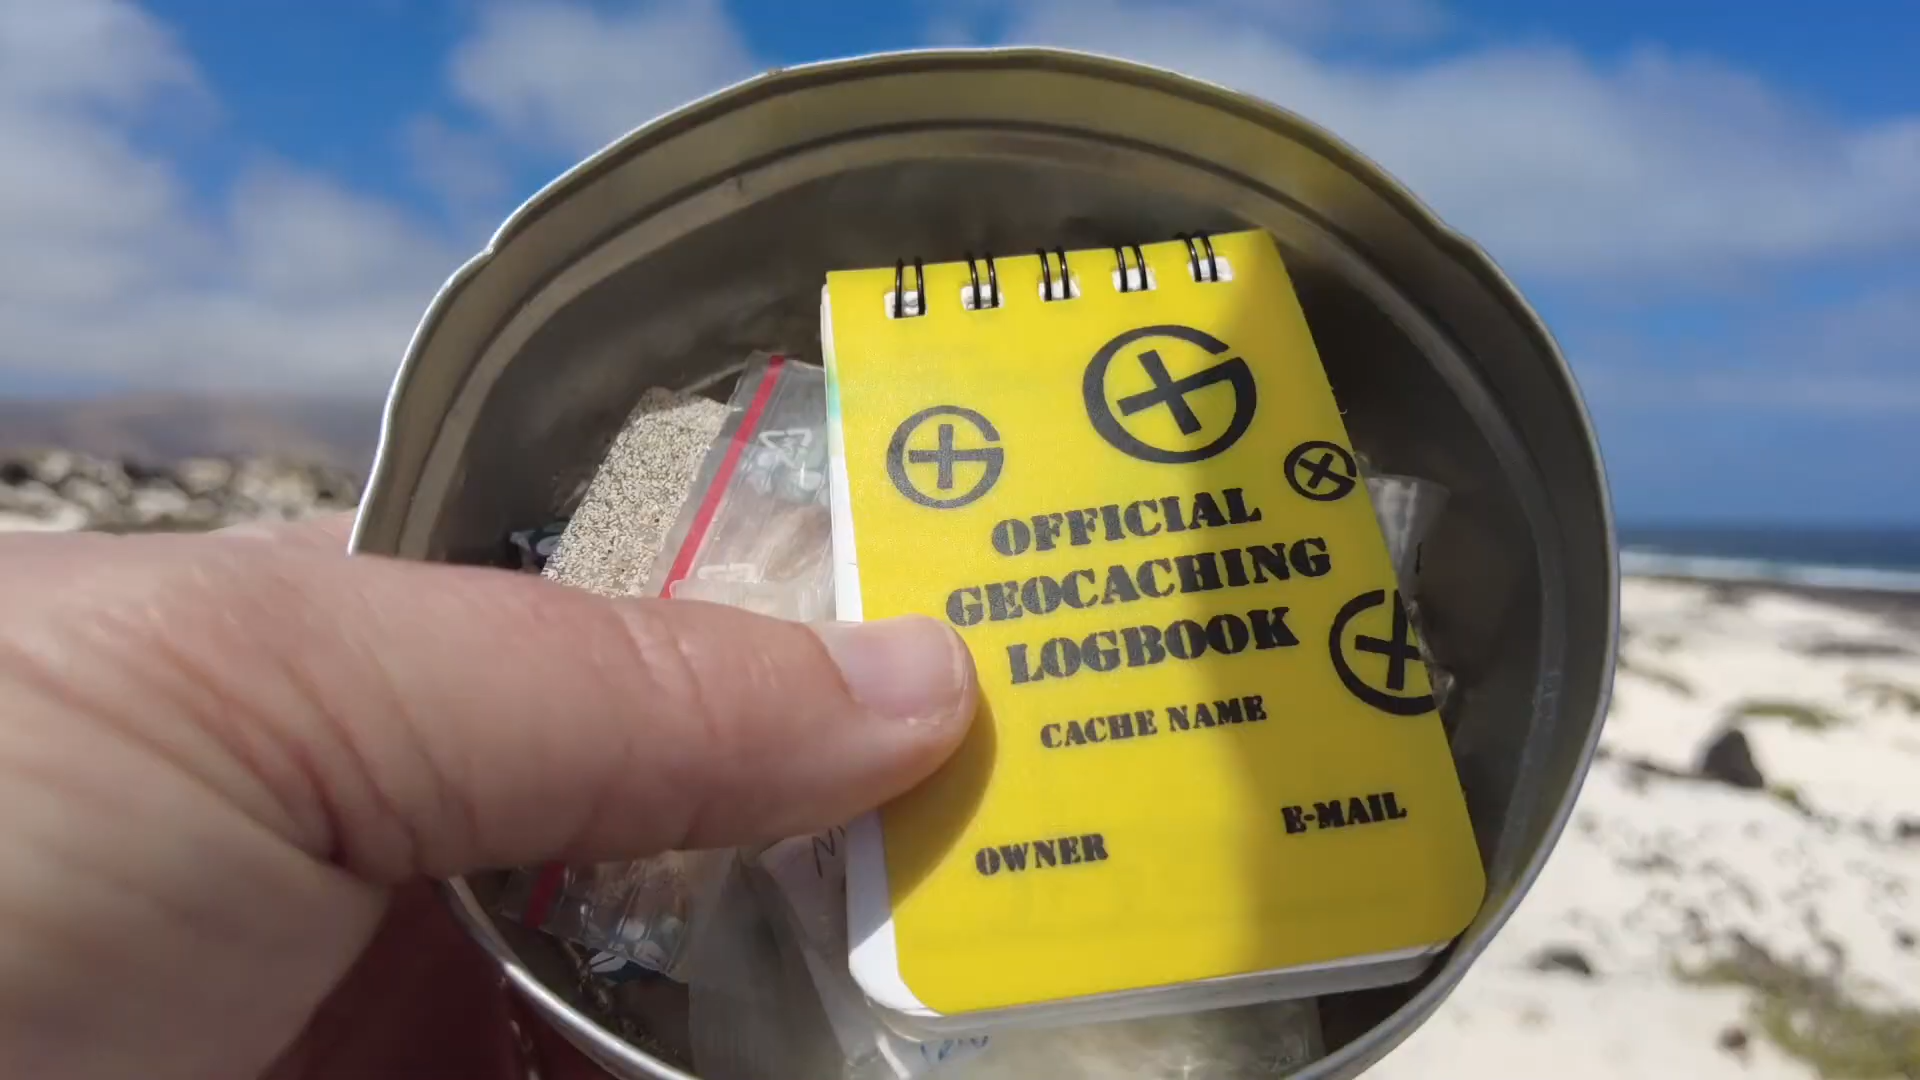 OFFICIAL
GEOCACHING
LOGBOOK
CACHE NAME
E-MAIL
OWNER